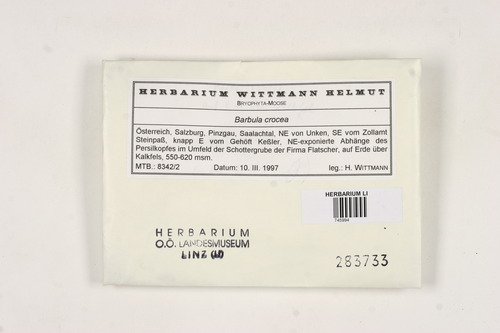 HERBARIUM WITTMANN HELMUT
BRYOPHYTA-MOOSE
Barbula crocea
Österreich, Salzburg, Pinzgau, Saalachtal, NE von Unken, SE vom Zollamt
Steinpaß, knapp E vom Gehöft Keßler, NE-exponierte Abhänge des
Persilkopfes im Umfeld der Schottergrube der Firma Flatscher, auf Erde über
Kalkfels, 550-620 msm.
MTB.: 8342/2 Datum: 10. III. 1997 leg.: H. WITTMANN
HERBARIUM LI
745994
HERBARIUM
O.Ö. LANDESMUSEUM
LINZ (LI)
283733